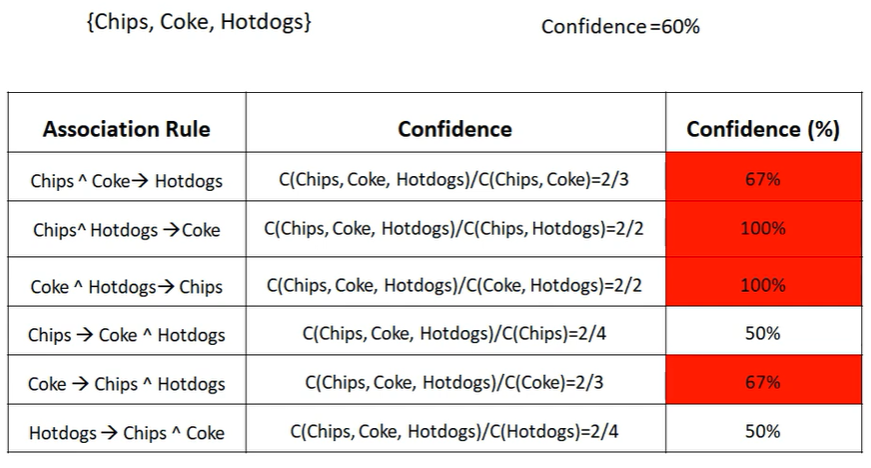 {Chips, Coke, Hotdogs} Confidence=60%
Association Rule Confidence Confidence (%)
Chips ^ Coke→ Hotdogs C(Chips, Coke, Hotdogs)/C(Chips, Coke)=2/3 67%
Chips^ Hotdogs →Coke C(Chips, Coke, Hotdogs)/C(Chips, Hotdogs)=2/2 100%
Coke ^ Hotdogs→ Chips C(Chips, Coke, Hotdogs)/C(Coke, Hotdogs)=2/2 100%
Chips → Coke ^ Hotdogs C(Chips, Coke, Hotdogs)/C(Chips)=2/4 50%
Coke → Chips ^ Hotdogs C(Chips, Coke, Hotdogs)/C(Coke)=2/3 67%
Hotdogs → Chips ^ Coke C(Chips, Coke, Hotdogs)/C(Hotdogs)=2/4 50%